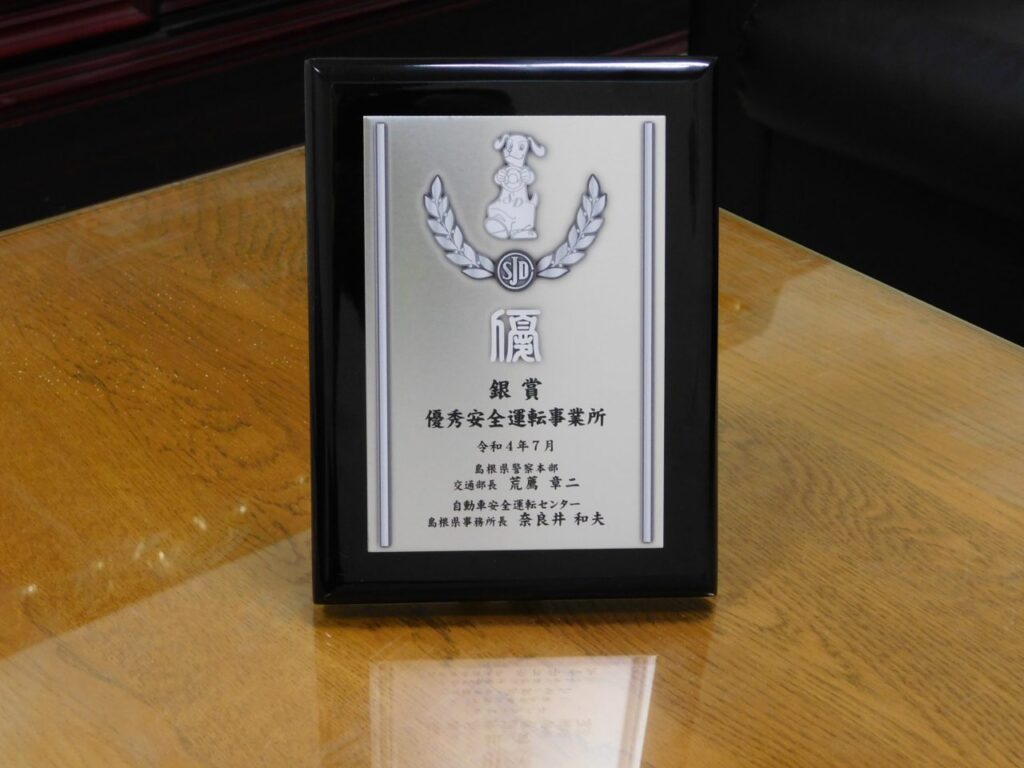 SJD
優
銀賞
優秀安全運転事業所
令和4年7月
島根県警察本部
交通部長 荒薦 章二
自動車安全運転センター
島根県事務所長 奈良井 和夫